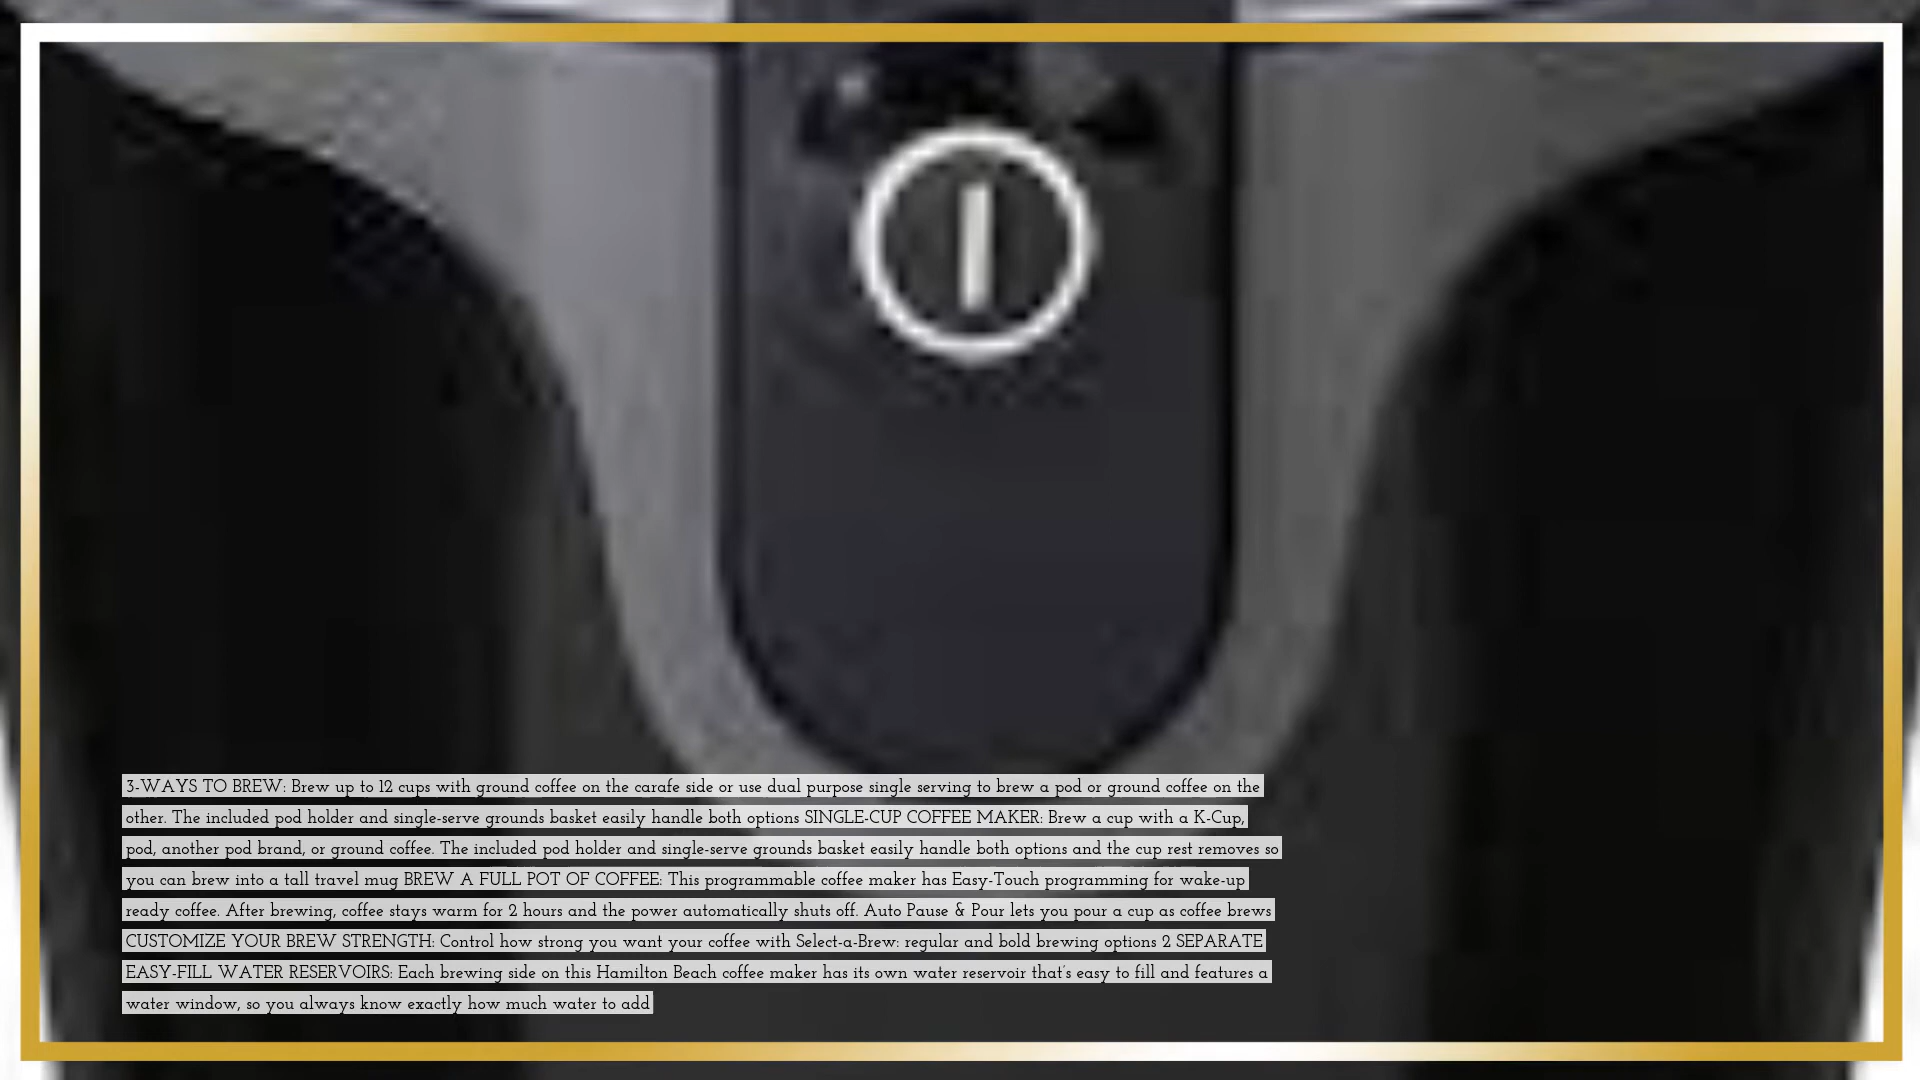 3-WAYS TO BREW: Brew up to 12 cups with ground coffee on the carafe side or use dual purpose single serving to brew a pod or ground coffee on the
other. The included pod holder and single-serve grounds basket easily handle both options SINGLE-CUP COFFEE MAKER: Brew a cup with a K-Cup,
pod, another pod brand, or ground coffee. The included pod holder and single-serve grounds basket easily handle both options and the cup rest removes so
you can brew into a tall travel mug BREW A FULL POT OF COFFEE: This programmable coffee maker has Easy-Touch programming for wake-up
ready coffee. After brewing, coffee stays warm for 2 hours and the power automatically shuts off. Auto Pause & Pour lets you pour a cup as coffee brews
CUSTOMIZE YOUR BREW STRENGTH: Control how strong you want your coffee with Select-a-Brew: regular and bold brewing options 2 SEPARATE
EASY-FILL WATER RESERVOIRS: Each brewing side on this Hamilton Beach coffee maker has its own water reservoir that's easy to fill and features a
water window, so you always know exactly how much water to add